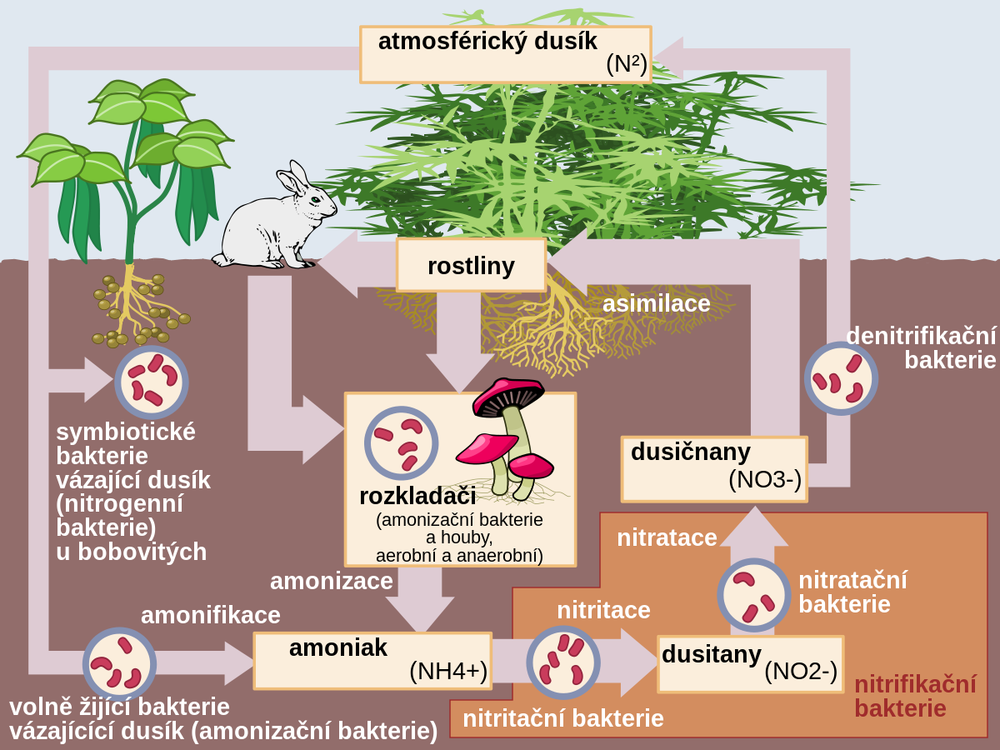 atmosférický dusík
(N²)
rostliny
asimilace
denitrifikační
bakterie
symbiotické
bakterie
vázající dusík
(nitrogenní
bakterie)
u bobovitých
rozkladači
(amonizační bakterie
a houby,
aerobní a anaerobní)
dusičnany
(NO3-)
nitratace
amonizace
nitratační
bakterie
amonifikace
nitritace
amoniak
(NH4+)
dusitany
(NO2-)
nitrifikační
bakterie
volně žijící bakterie
vázajícící dusík (amonizační bakterie)
nitritační bakterie